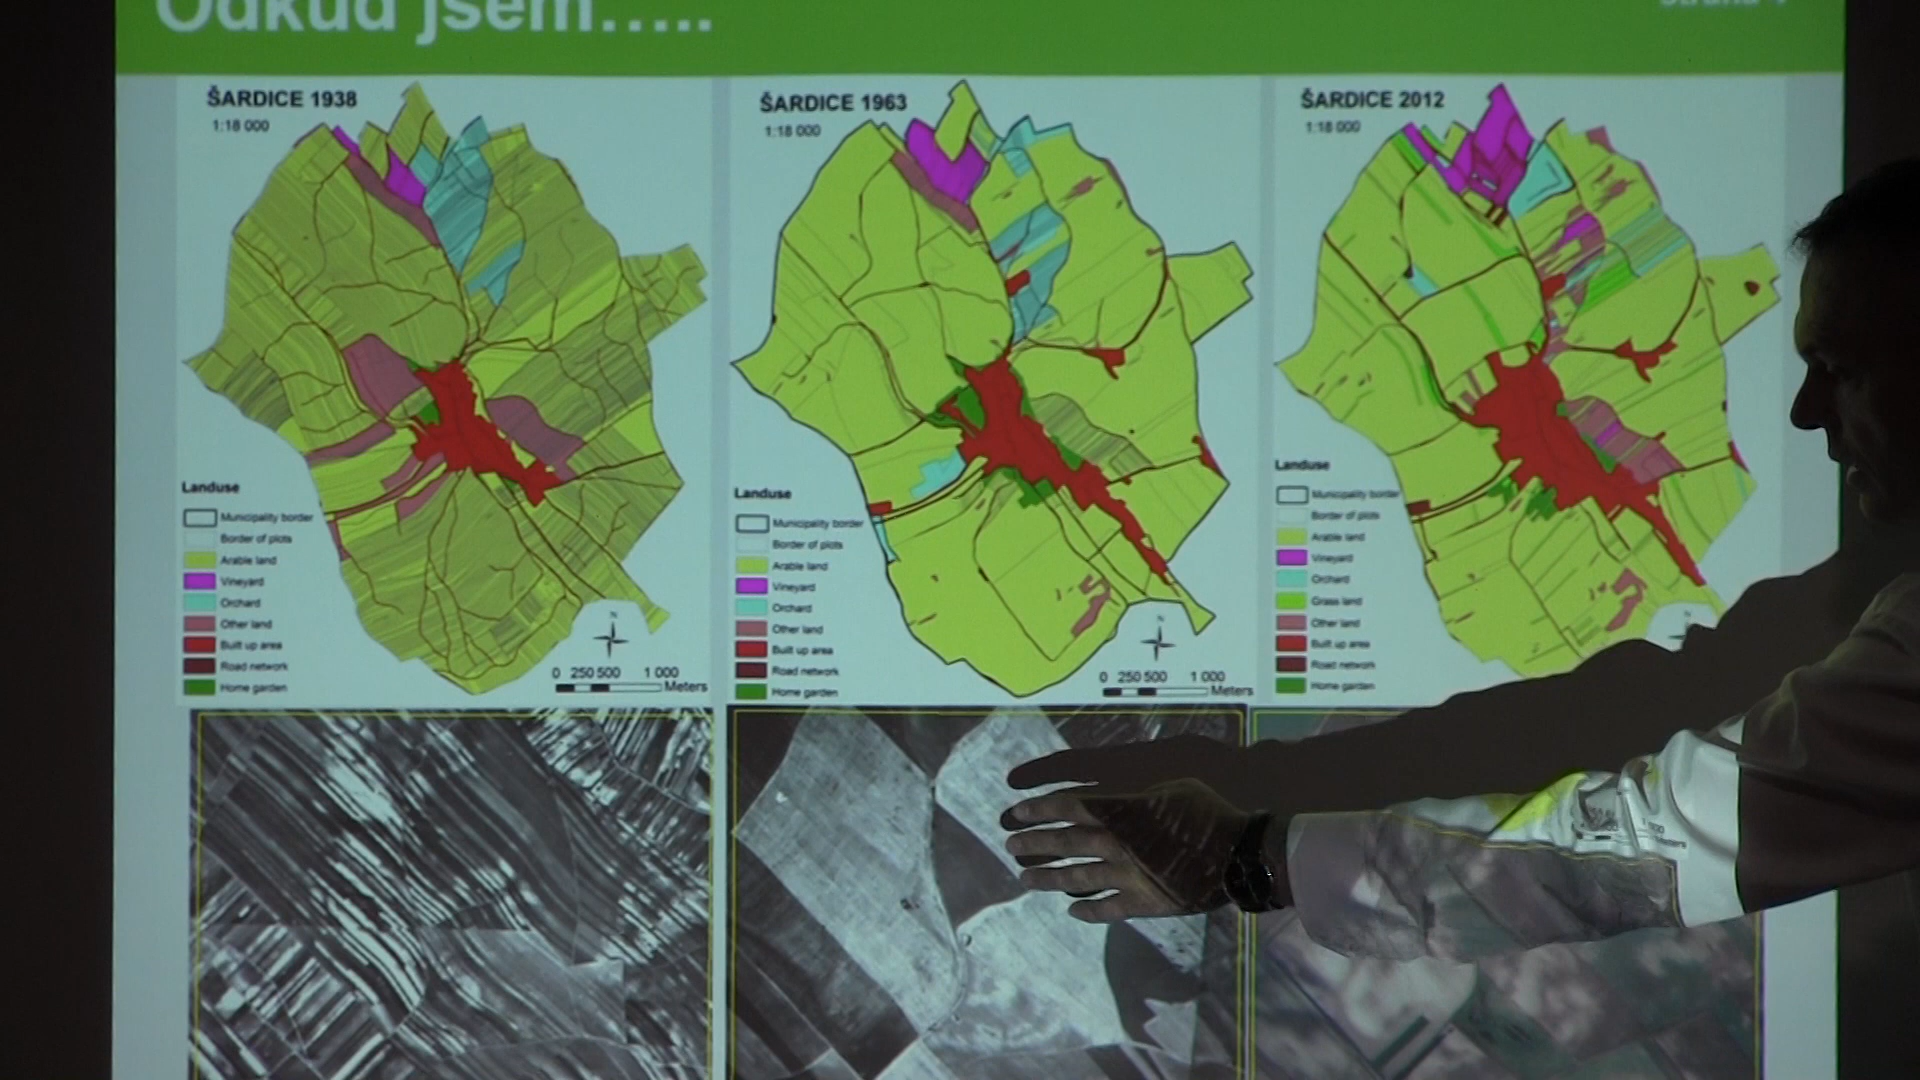 Odkud jsem…..
Strana 4
ŠARDICE 1938
1:18 000
Landuse
Municipality border
Border of plots
Arable land
Vineyard
Orchard
Other land
Built up area
Road network
Home garden
N
0 250 500 1 000
Meters
ŠARDICE 1963
1:18 000
Landuse
Municipality border
Border of plots
Arable land
Vineyard
Orchard
Other land
Built up area
Road network
Home garden
N
0 250 500 1 000
Meters
ŠARDICE 2012
1:18 000
Landuse
Municipality border
Border of plots
Arable land
Vineyard
Orchard
Grass land
Other land
Built up area
Road network
Home garden
N
Meters